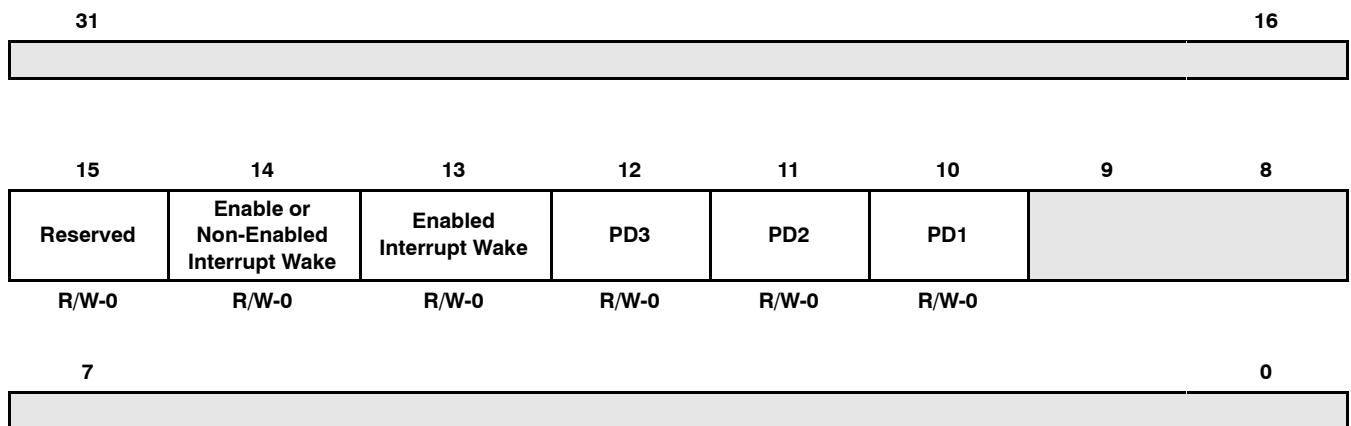 31 16
15 14 13 12 11 10 9 8
Reserved Enable or Non-Enabled Interrupt Wake Enabled Interrupt Wake PD3 PD2 PD1
R/W-0 R/W-0 R/W-0 R/W-0 R/W-0 R/W-0
7 0